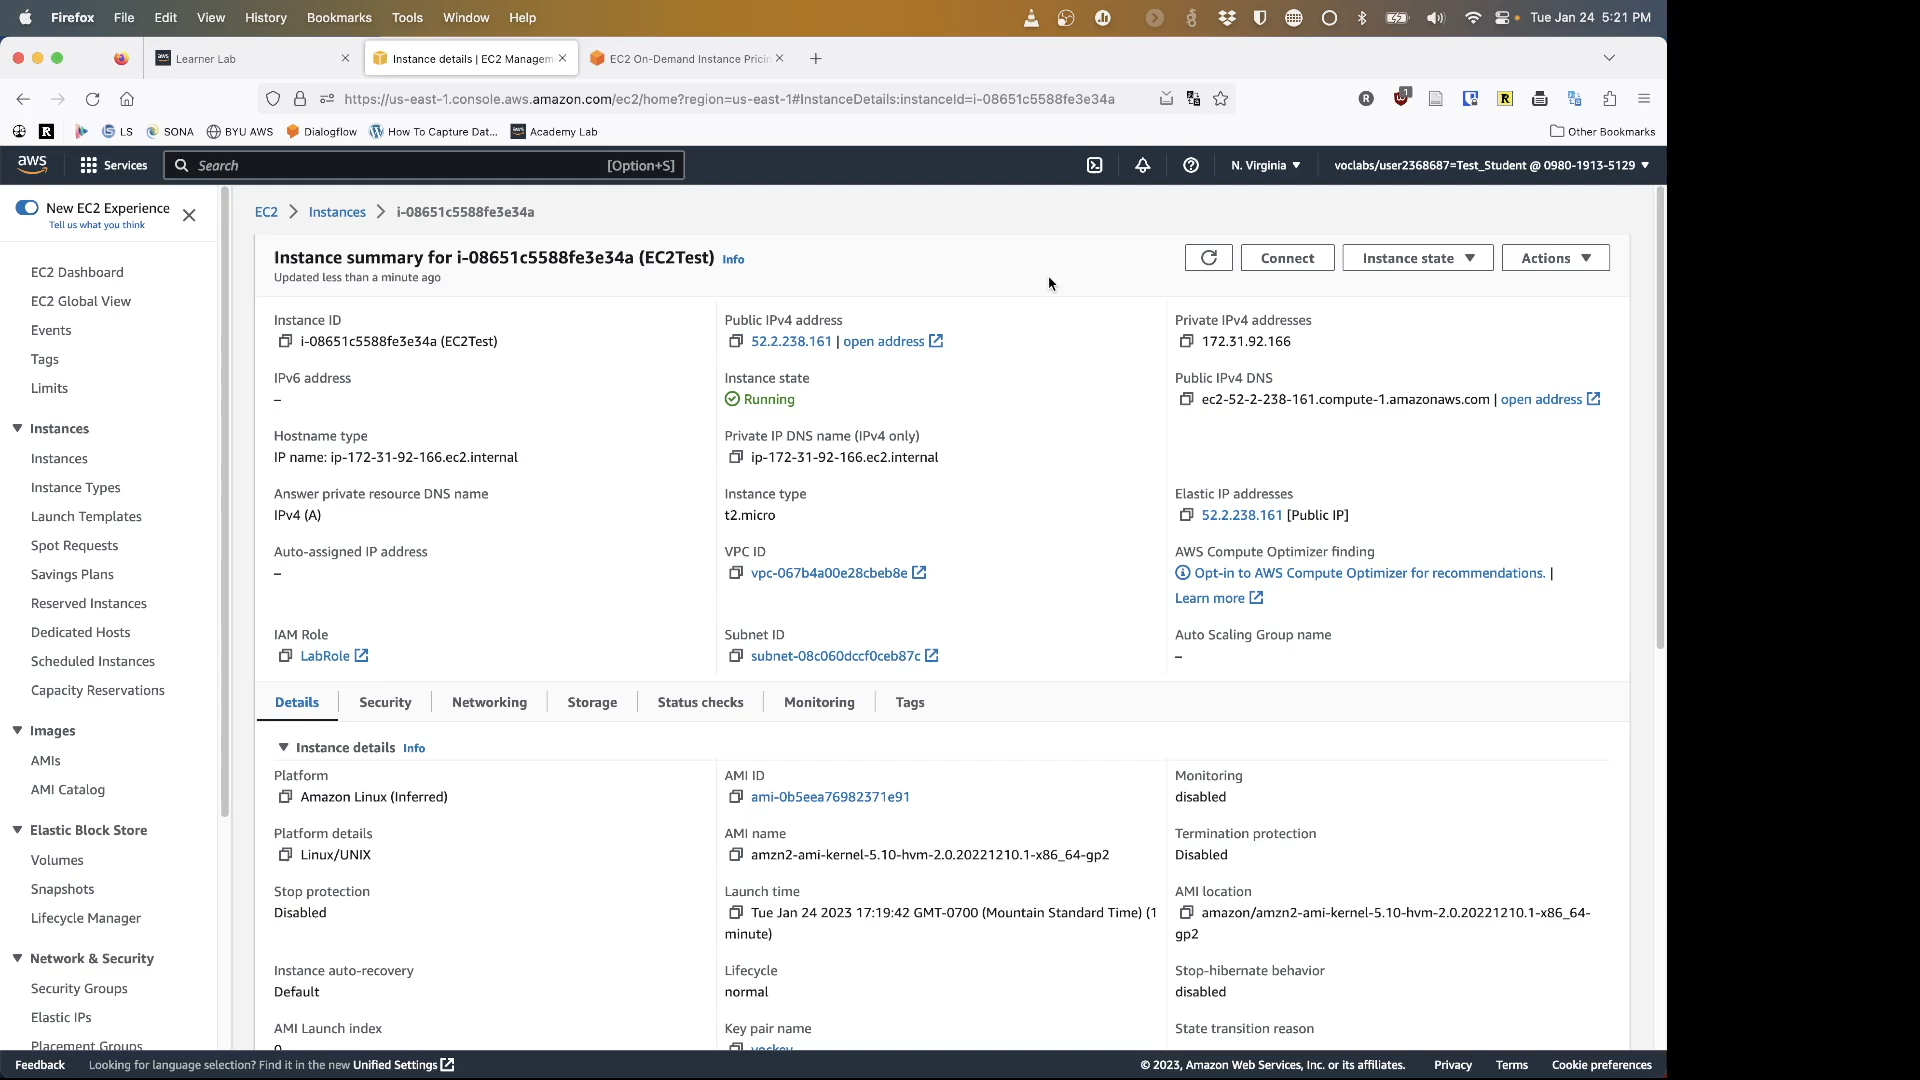 Firefox File Edit View History Bookmarks Tools Window Help Tue Jan 24 5:21 PM
Learner Lab Instance details | EC2 Managem EC2 On-Demand Instance Pricin
https://us-east-1.console.aws.amazon.com/ec2/home?region=us-east-1#InstanceDetails:instanceId=i-08651c5588fe3e34a
LS SONA BYU AWS Dialogflow How To Capture Dat... Academy Lab Other Bookmarks
aws Services Search [Option+S] N. Virginia voclabs/user2368687=Test_Student @ 0980-1913-5129
New EC2 Experience
Tell us what you think
EC2 Dashboard
EC2 Global View
Events
Tags
Limits
Instances
Instances
Instance Types
Launch Templates
Spot Requests
Savings Plans
Reserved Instances
Dedicated Hosts
Scheduled Instances
Capacity Reservations
Images
AMIs
AMI Catalog
Elastic Block Store
Volumes
Snapshots
Lifecycle Manager
Network & Security
Security Groups
Elastic IPs
Placement Groups
EC2 > Instances > i-08651c5588fe3e34a
Instance summary for i-08651c5588fe3e34a (EC2Test) Info
Updated less than a minute ago
Connect Instance state Actions
Instance ID
i-08651c5588fe3e34a (EC2Test)
Public IPv4 address
52.2.238.161 | open address
Private IPv4 addresses
172.31.92.166
IPv6 address
–
Instance state
Running
Public IPv4 DNS
ec2-52-2-238-161.compute-1.amazonaws.com | open address
Hostname type
IP name: ip-172-31-92-166.ec2.internal
Private IP DNS name (IPv4 only)
ip-172-31-92-166.ec2.internal
Answer private resource DNS name
IPv4 (A)
Instance type
t2.micro
Elastic IP addresses
52.2.238.161 [Public IP]
Auto-assigned IP address
–
VPC ID
vpc-067b4a00e28cbeb8e
AWS Compute Optimizer finding
Opt-in to AWS Compute Optimizer for recommendations. |
Learn more
IAM Role
LabRole
Subnet ID
subnet-08c060dccf0ceb87c
Auto Scaling Group name
–
Details Security Networking Storage Status checks Monitoring Tags
Instance details Info
Platform
Amazon Linux (Inferred)
AMI ID
ami-0b5eea76982371e91
Monitoring
disabled
Platform details
Linux/UNIX
AMI name
amzn2-ami-kernel-5.10-hvm-2.0.20221210.1-x86_64-gp2
Termination protection
Disabled
Stop protection
Disabled
Launch time
Tue Jan 24 2023 17:19:42 GMT-0700 (Mountain Standard Time) (1
minute)
AMI location
amazon/amzn2-ami-kernel-5.10-hvm-2.0.20221210.1-x86_64-
gp2
Instance auto-recovery
Default
Lifecycle
normal
Stop-hibernate behavior
disabled
AMI Launch index
0
Key pair name
vockey
State transition reason
Feedback Looking for language selection? Find it in the new Unified Settings © 2023, Amazon Web Services, Inc. or its affiliates. Privacy Terms Cookie preferences